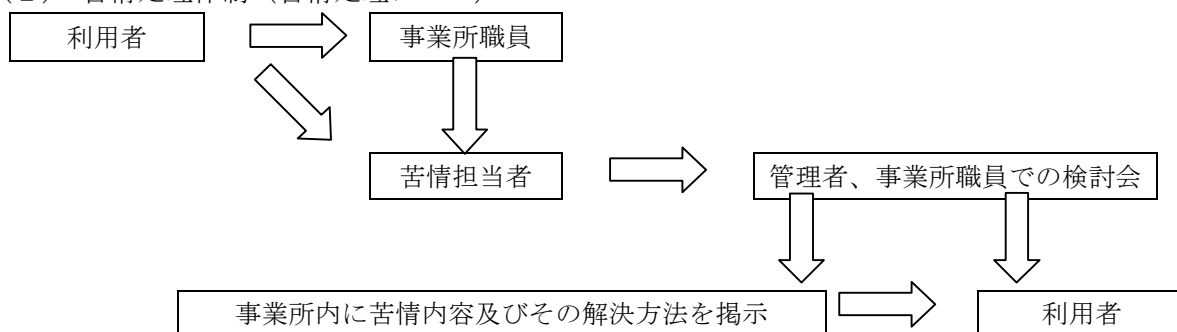 利用者
事業所職員
苦情担当者
管理者、事業所職員での検討会
事業所内に苦情内容及びその解決方法を掲示
利用者